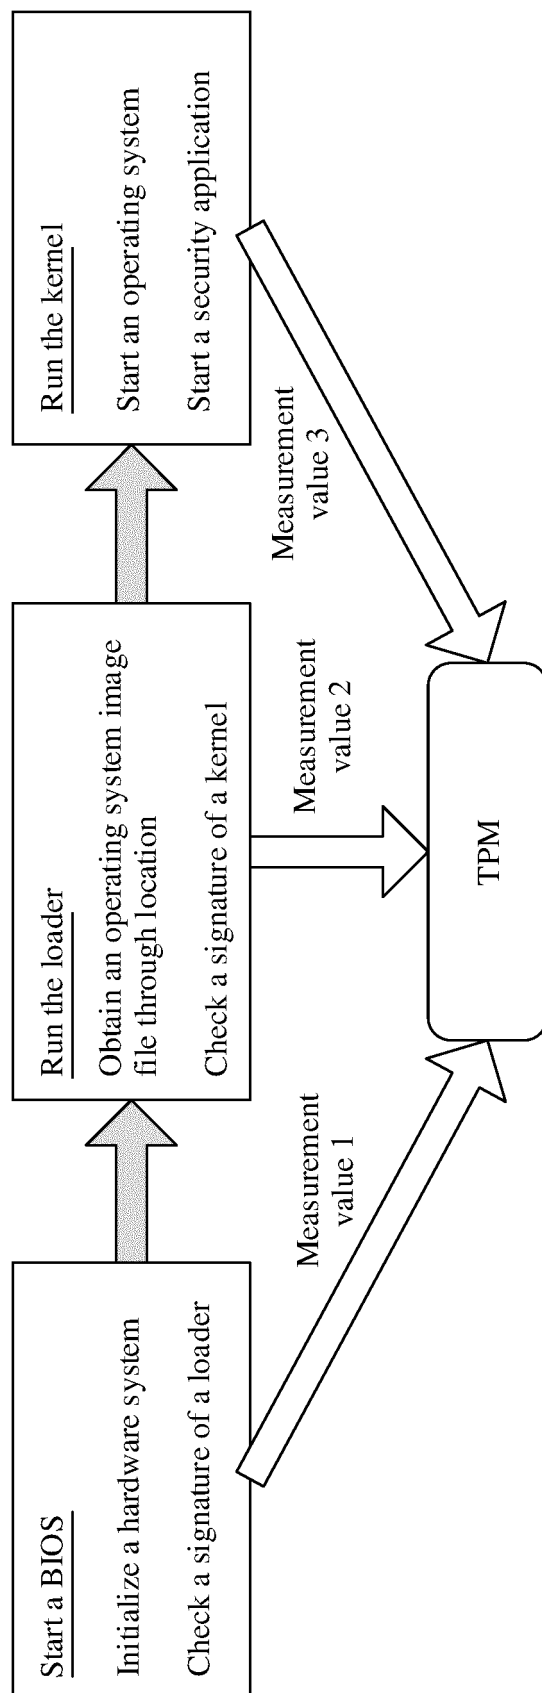 Start a BIOS
Initialize a hardware system
Check a signature of a loader
Run the loader
Obtain an operating system image
file through location
Check a signature of a kernel
Run the kernel
Start an operating system
Start a security application
Measurement
value 1
Measurement
value 2
Measurement
value 3
TPM